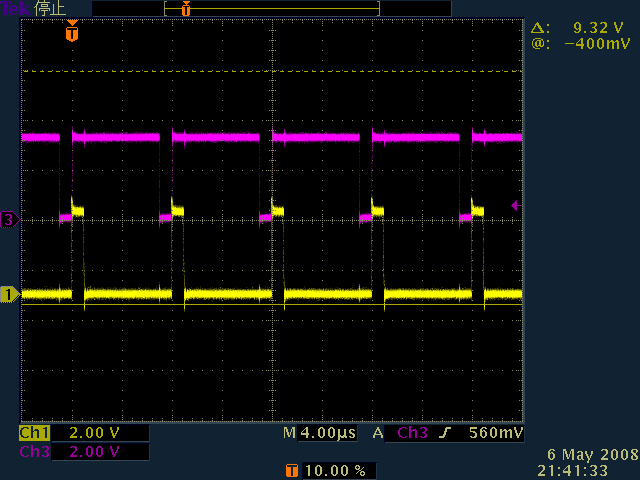 Tek 停止
T
T
Δ: 9.32 V
@: −400mV
3
1
Ch1 2.00 V M 4.00µs A Ch3 560mV
Ch3 2.00 V
T 10.00 %
6 May 2008
21:41:33